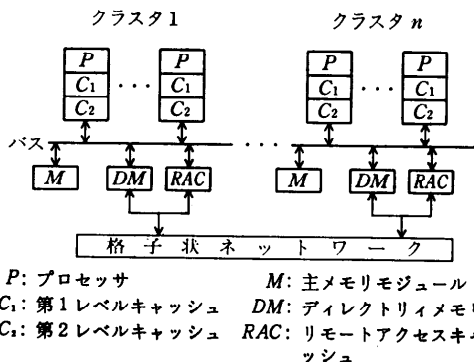 クラスタ1 クラスタn
P P P P
C₁ ··· C₁ C₁ ··· C₁
C₂ C₂ C₂ C₂
バス ···
M DM RAC M DM RAC
格子状ネットワーク
P: プロセッサ M: 主メモリモジュール
C₁: 第1レベルキャッシュ DM: ディレクトリィメモリ
C₂: 第2レベルキャッシュ RAC: リモートアクセスキャ
ッシュ